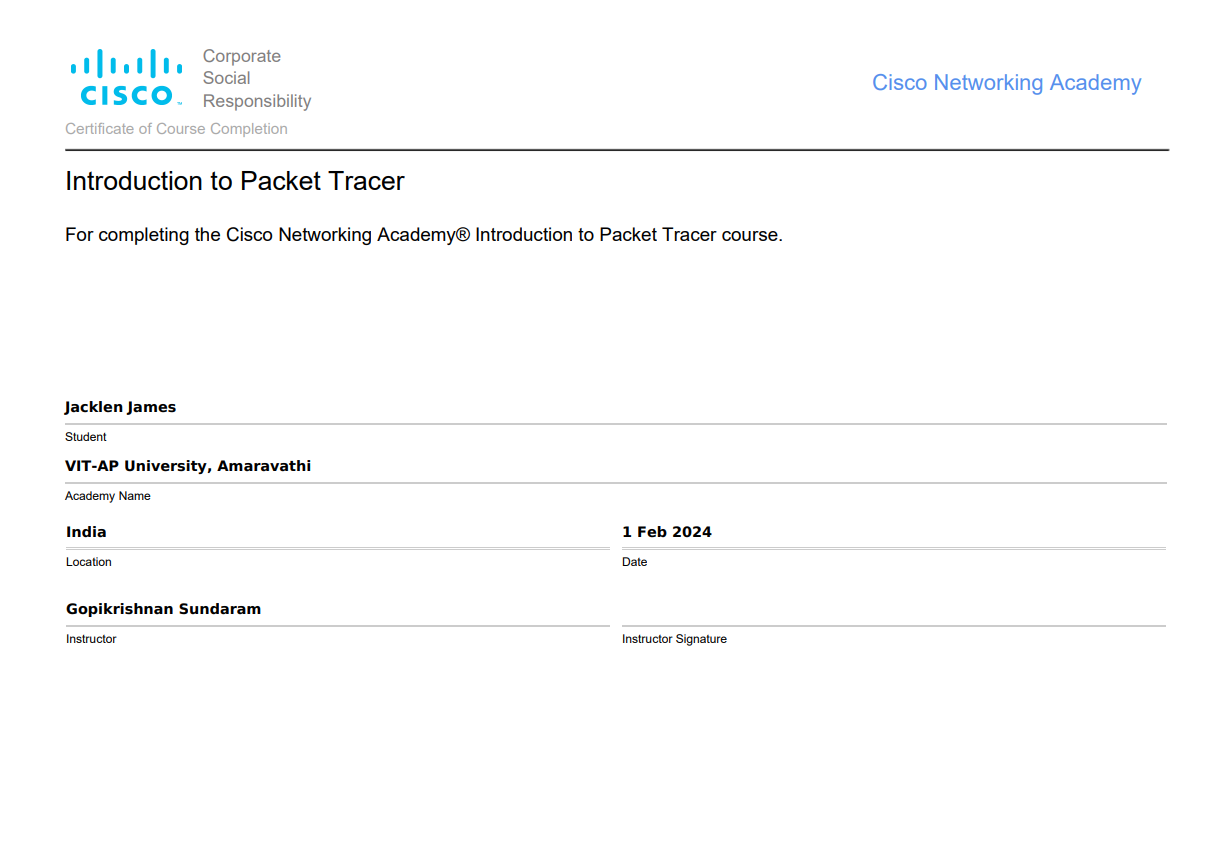 CISCO
Corporate
Social
Responsibility
Cisco Networking Academy
Certificate of Course Completion
Introduction to Packet Tracer
For completing the Cisco Networking Academy® Introduction to Packet Tracer course.
Jacklen James
Student
VIT-AP University, Amaravathi
Academy Name
India
1 Feb 2024
Location
Date
Gopikrishnan Sundaram
Instructor
Instructor Signature